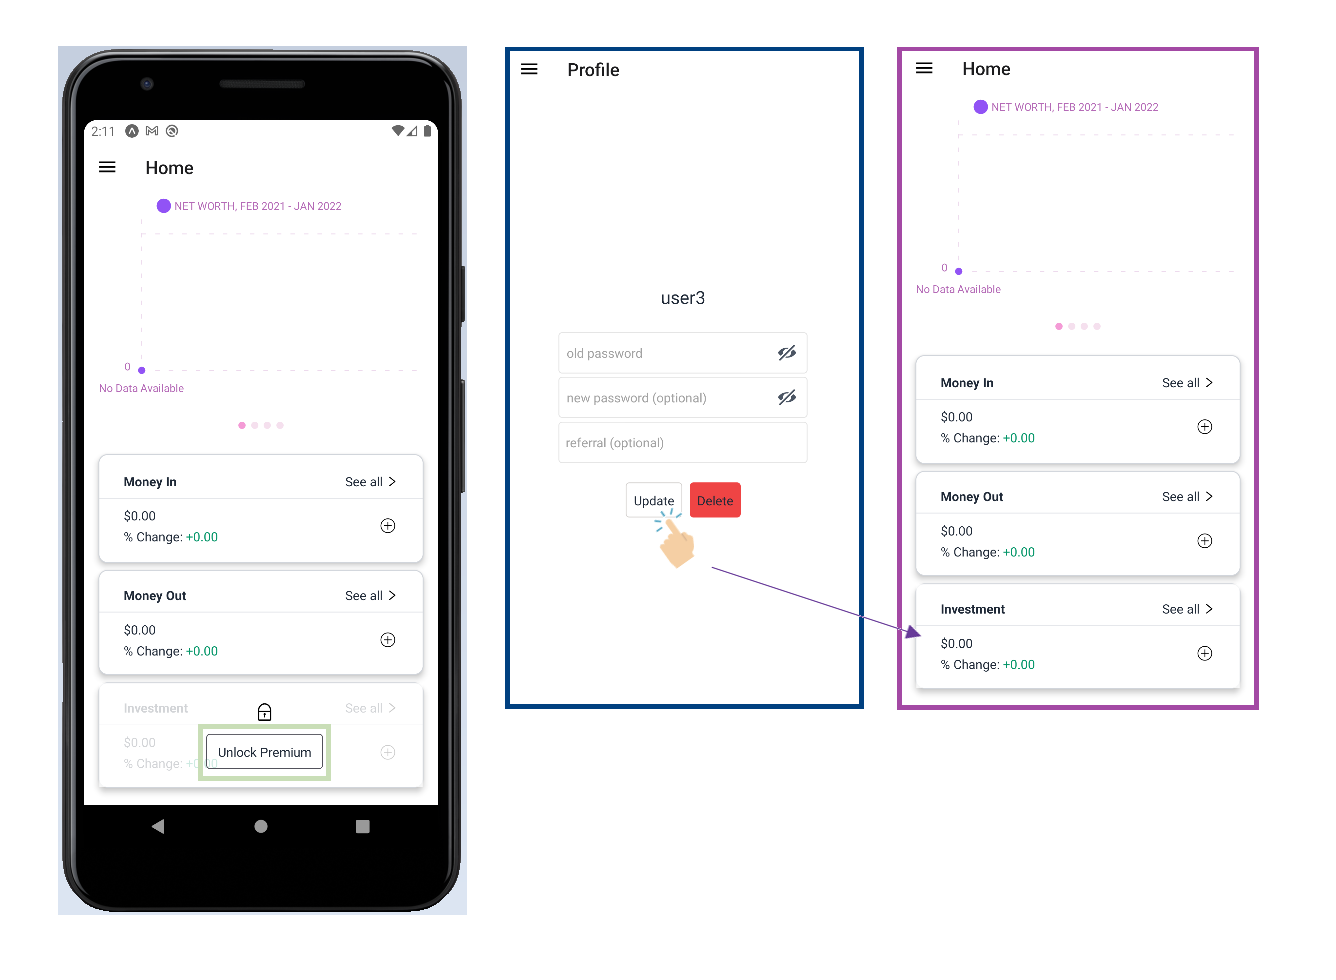 2:11
Home
NET WORTH, FEB 2021 - JAN 2022
0
No Data Available
Money In See all >
$0.00
% Change: +0.00
Money Out See all >
$0.00
% Change: +0.00
Investment See all >
$0.00
% Change: +0.00
Unlock Premium
Profile
user3
old password
new password (optional)
referral (optional)
Update Delete
Home
NET WORTH, FEB 2021 - JAN 2022
0
No Data Available
Money In See all >
$0.00
% Change: +0.00
Money Out See all >
$0.00
% Change: +0.00
Investment See all >
$0.00
% Change: +0.00